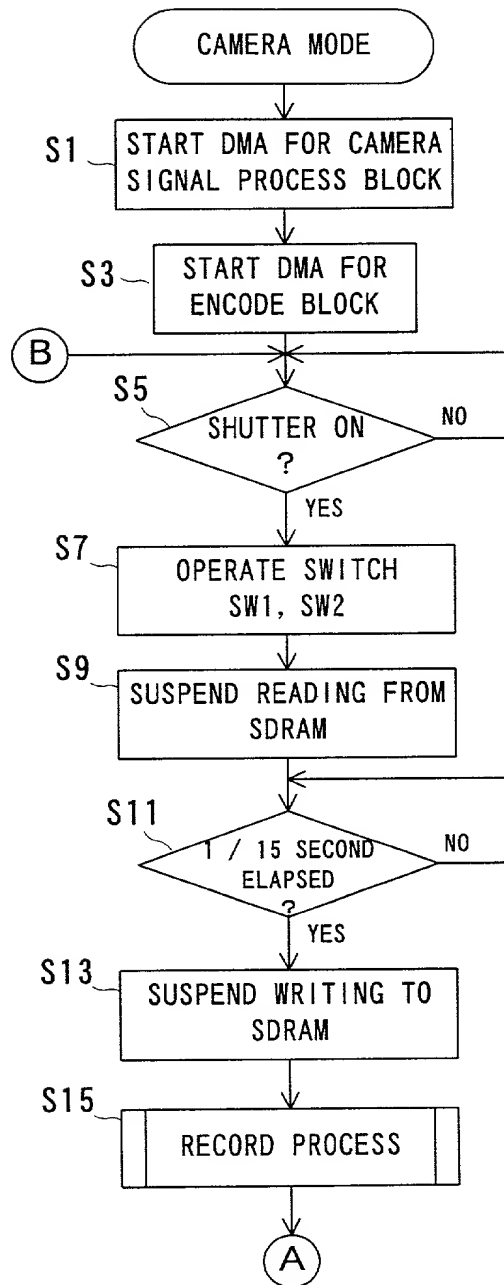 CAMERA MODE
S1
START DMA FOR CAMERA
SIGNAL PROCESS BLOCK
S3
START DMA FOR
ENCODE BLOCK
B
S5
SHUTTER ON
?
NO
YES
S7
OPERATE SWITCH
SW1, SW2
S9
SUSPEND READING FROM
SDRAM
S11
1 / 15 SECOND
ELAPSED
?
NO
YES
S13
SUSPEND WRITING TO
SDRAM
S15
RECORD PROCESS
A